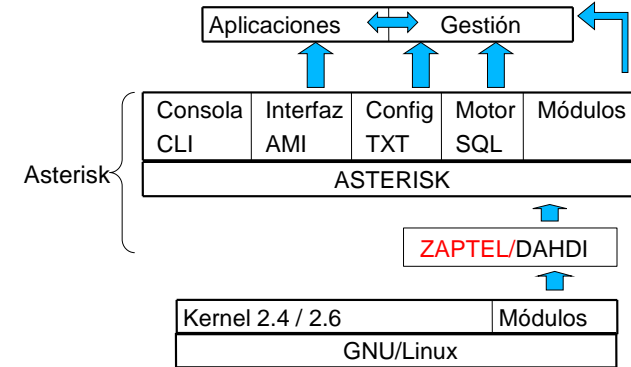 Aplicaciones Gestión
Consola Interfaz Config Motor Módulos
CLI AMI TXT SQL
Asterisk
ASTERISK
ZAPTEL/DAHDI
Kernel 2.4 / 2.6 Módulos
GNU/Linux